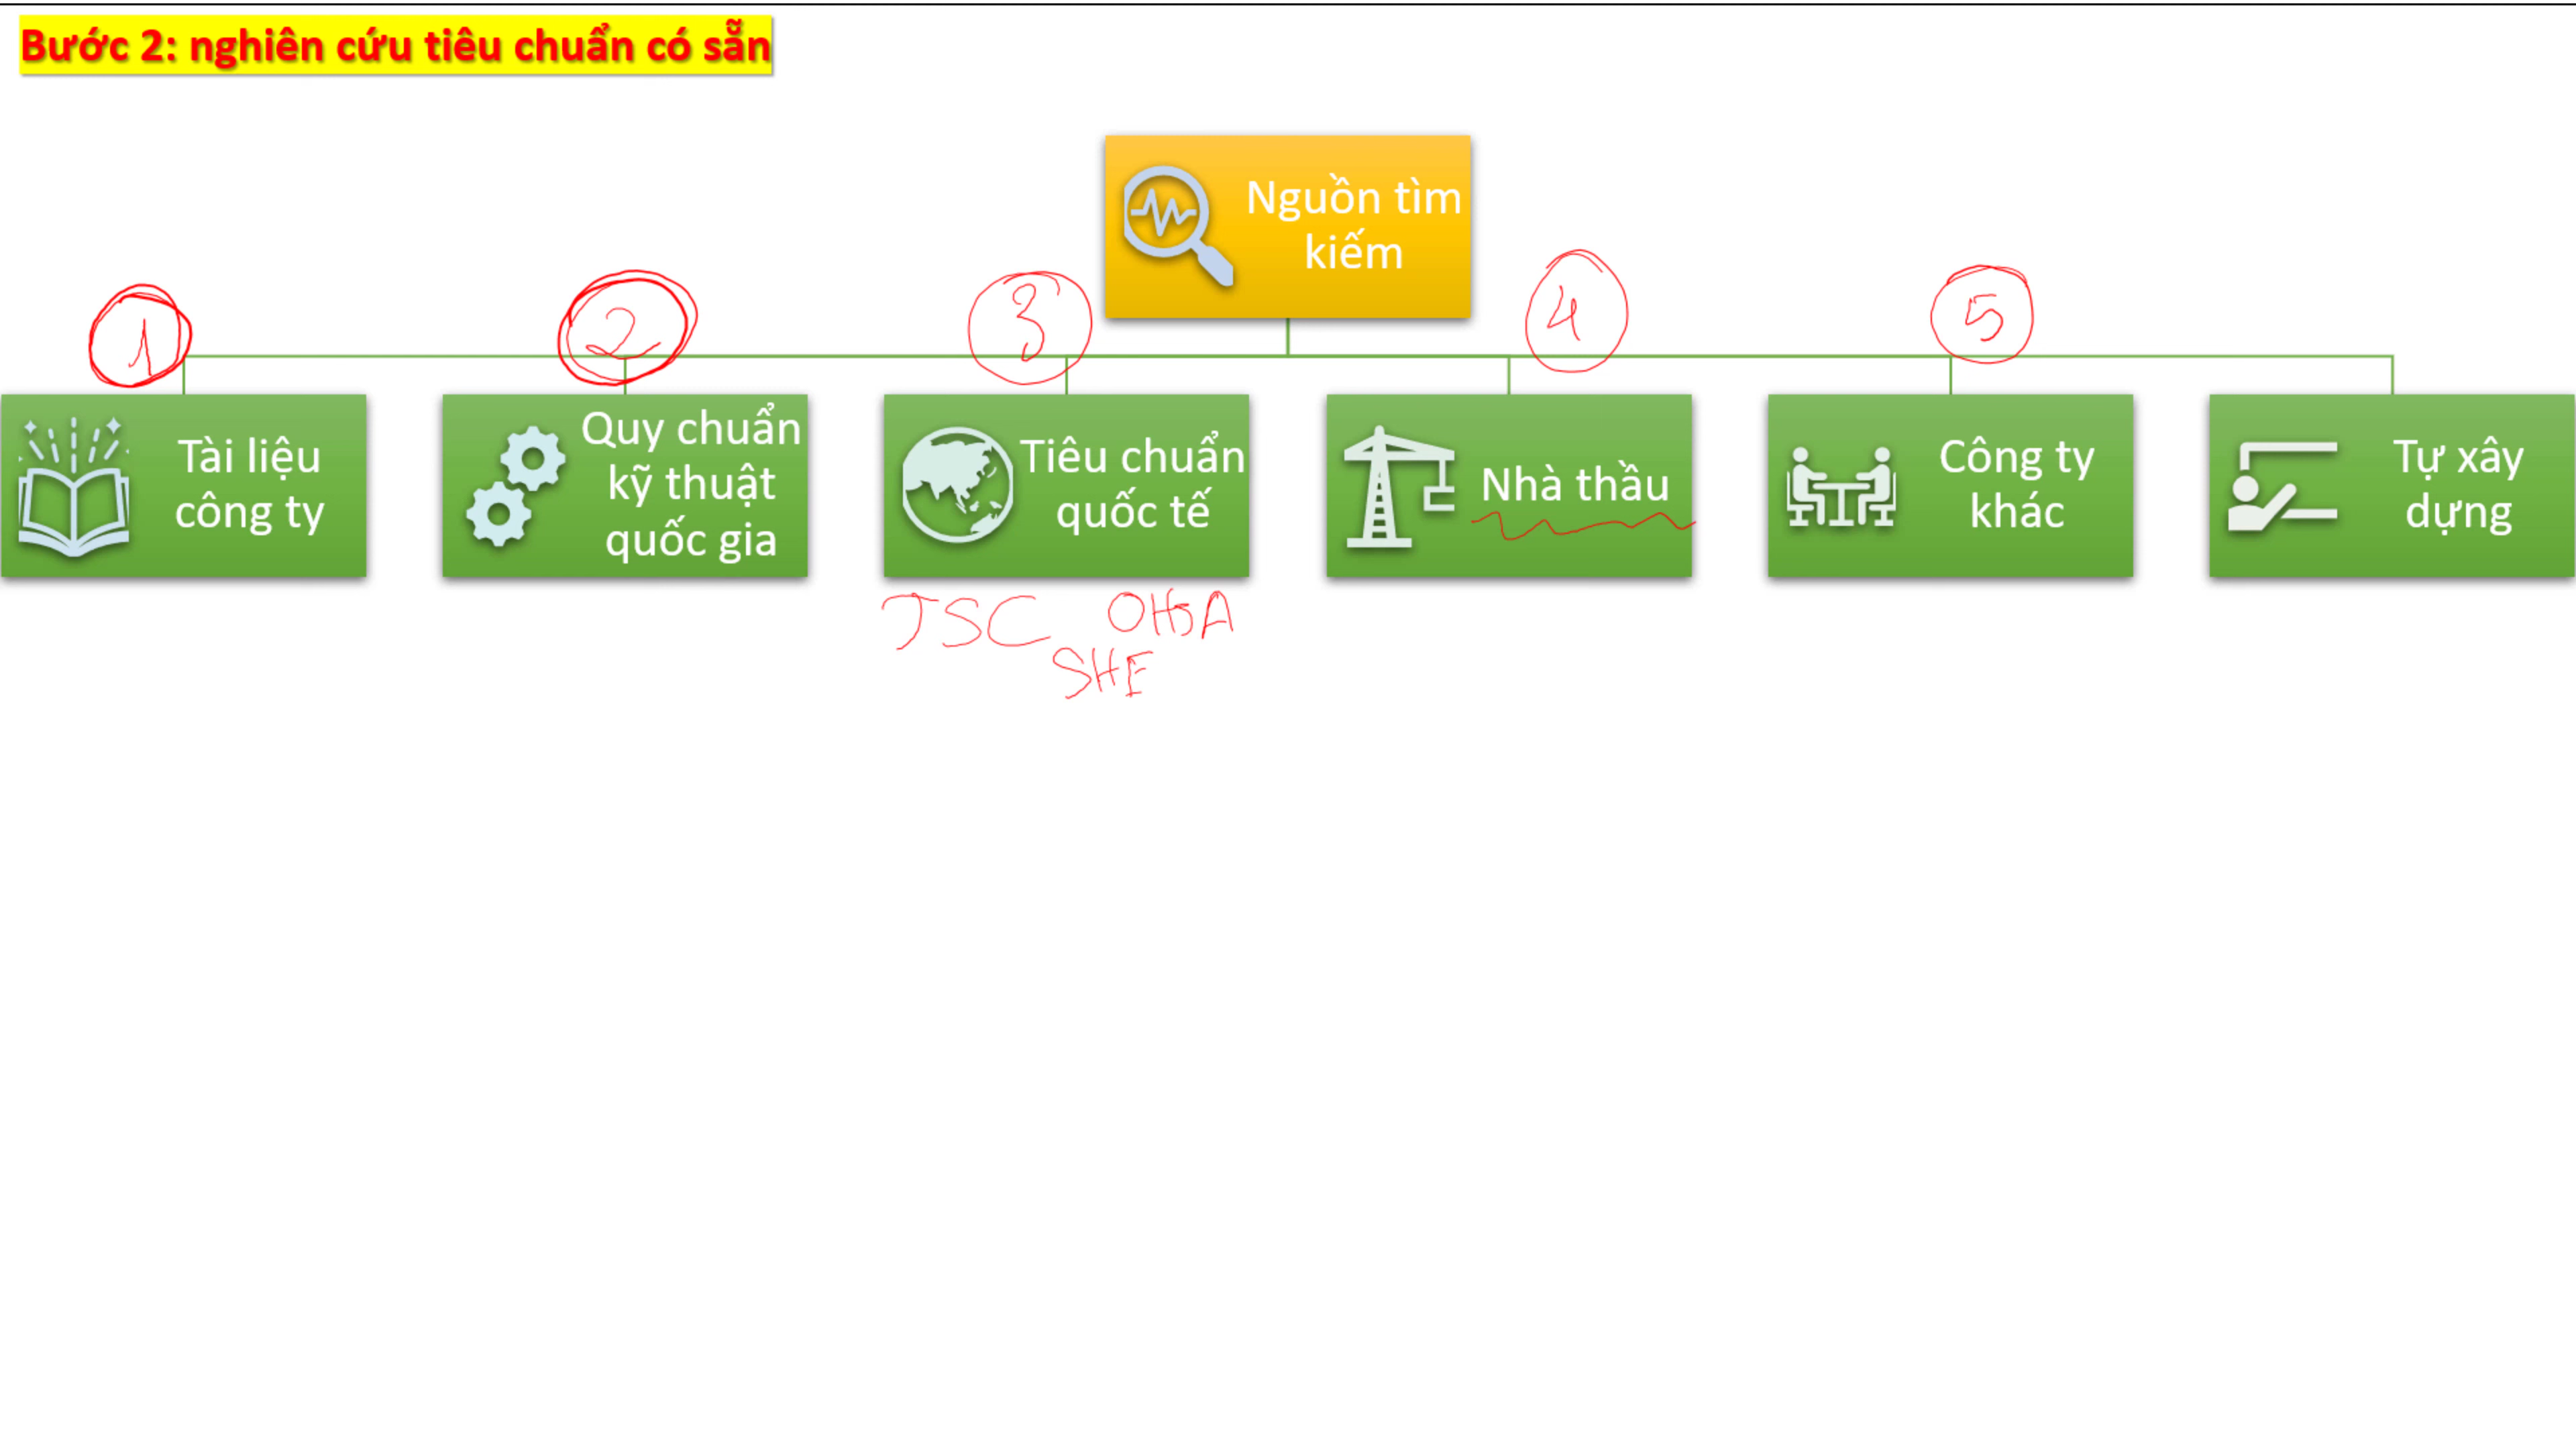 Bước 2: nghiên cứu tiêu chuẩn có sẵn
Nguồn tìm
kiếm
1
2
3
4
5
Tài liệu
công ty
Quy chuẩn
kỹ thuật
quốc gia
Tiêu chuẩn
quốc tế
Nhà thầu
Công ty
khác
Tự xây
dựng
JSC OHSA
SHE